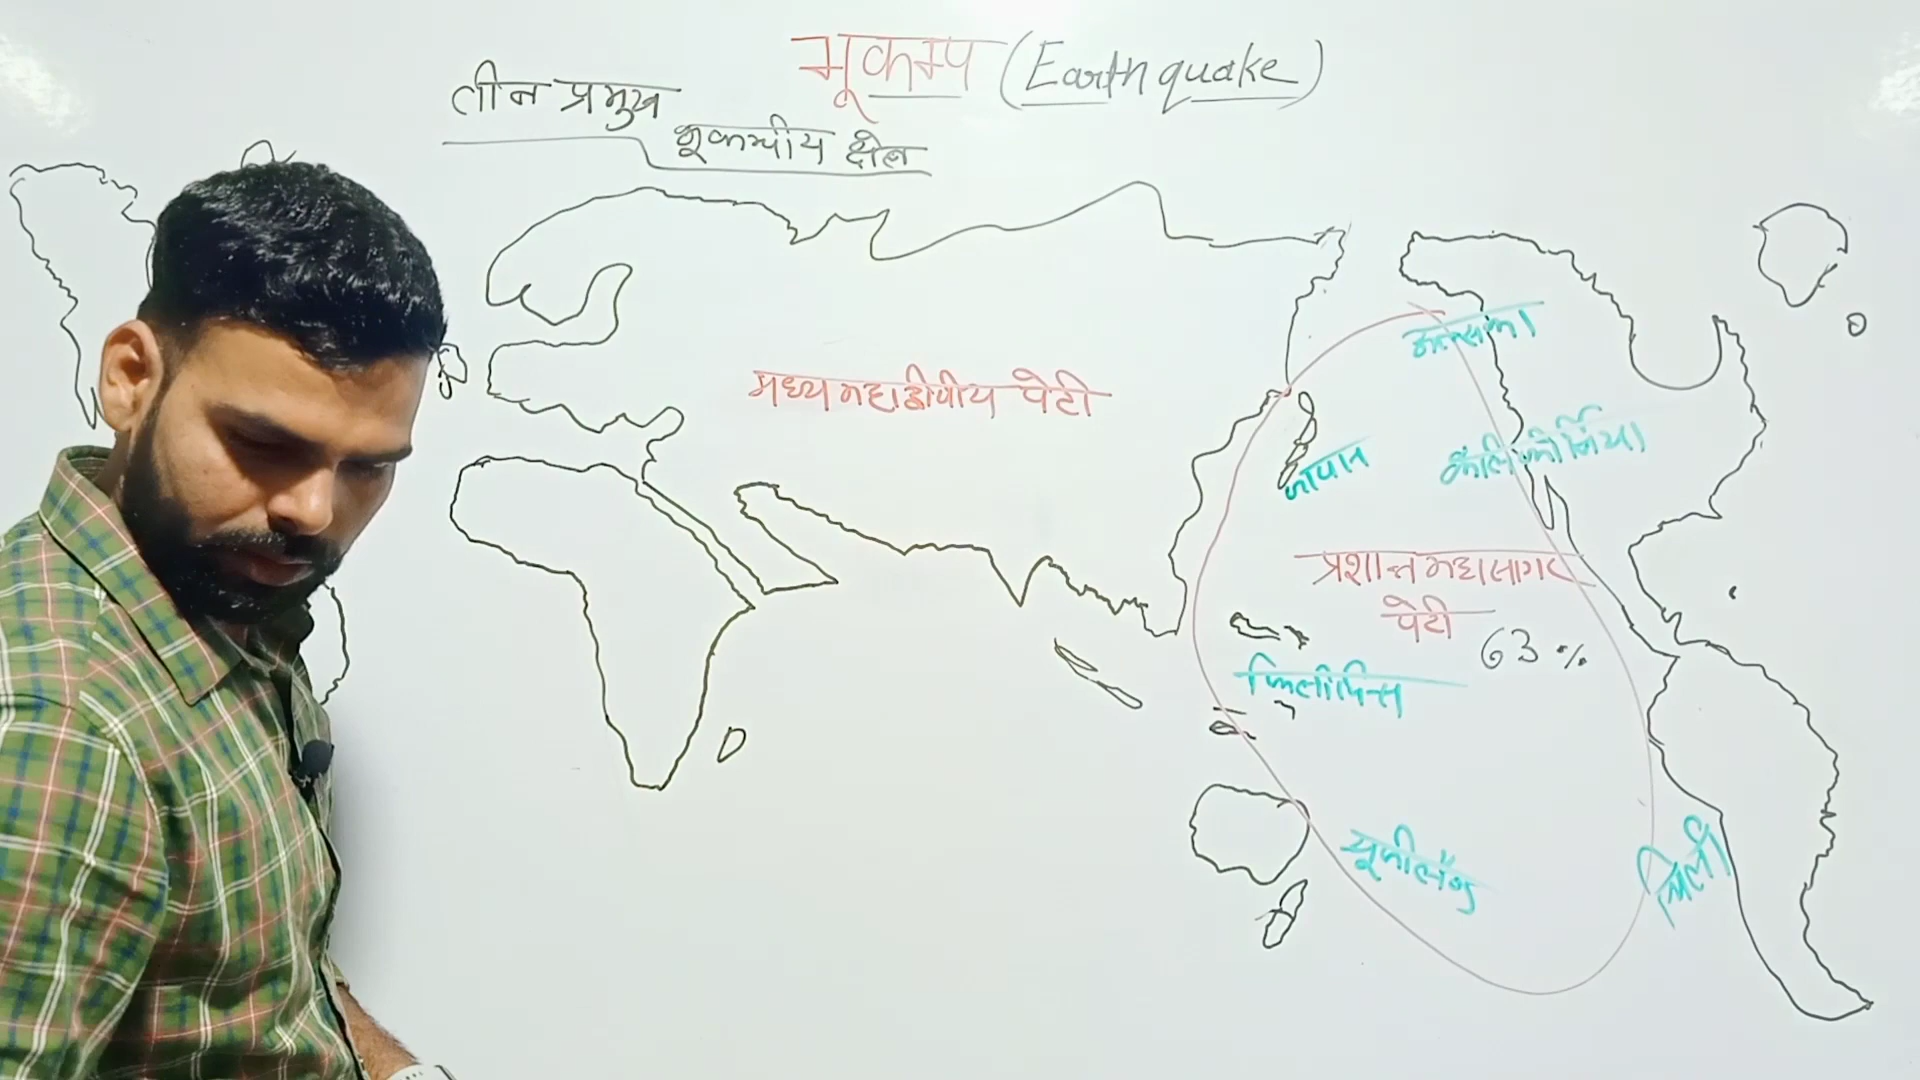 भूकम्प (Earthquake)
तीन प्रमुख
भूकम्पीय क्षेत्र
अलास्का
मध्य महाद्वीपीय पेटी
कैलिफोर्निया
जापान
प्रशान्त महासागर
पेटी
63 %
फिलीपिन्स
न्यूजीलैंड
चिली